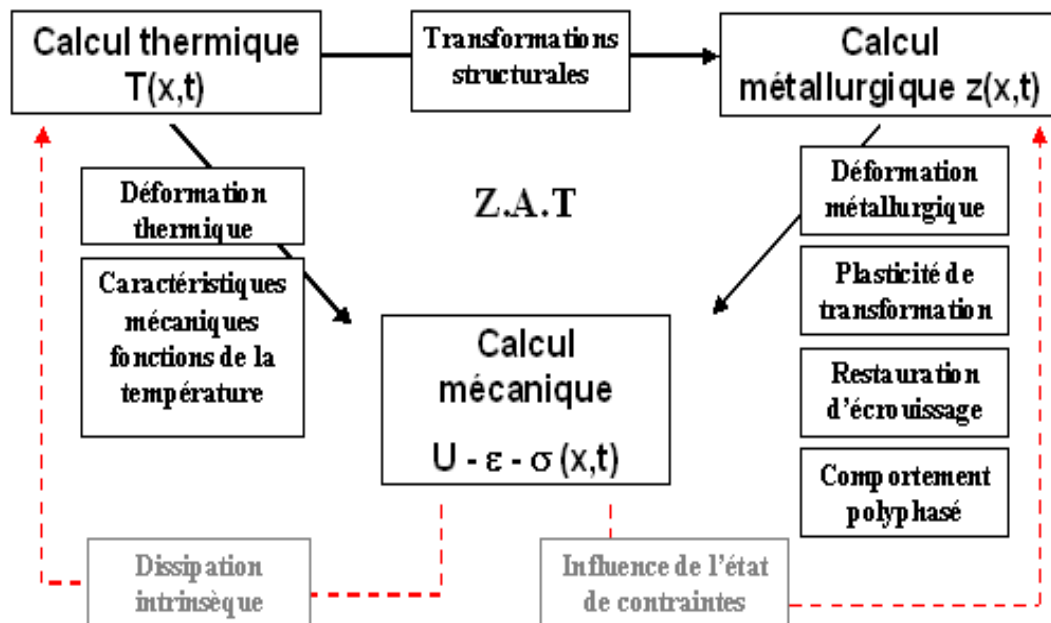 Calcul thermique
T(x,t)
Transformations
structurales
Calcul
métallurgique z(x,t)
Déformation
thermique
Caractéristiques
mécaniques
fonctions de la
température
Z.A.T
Déformation
métallurgique
Plasticité de
transformation
Restauration
d'écrouissage
Comportement
polyphasé
Calcul
mécanique
U - ε - σ (x,t)
Dissipation
intrinsèque
Influence de l'état
de contraintes